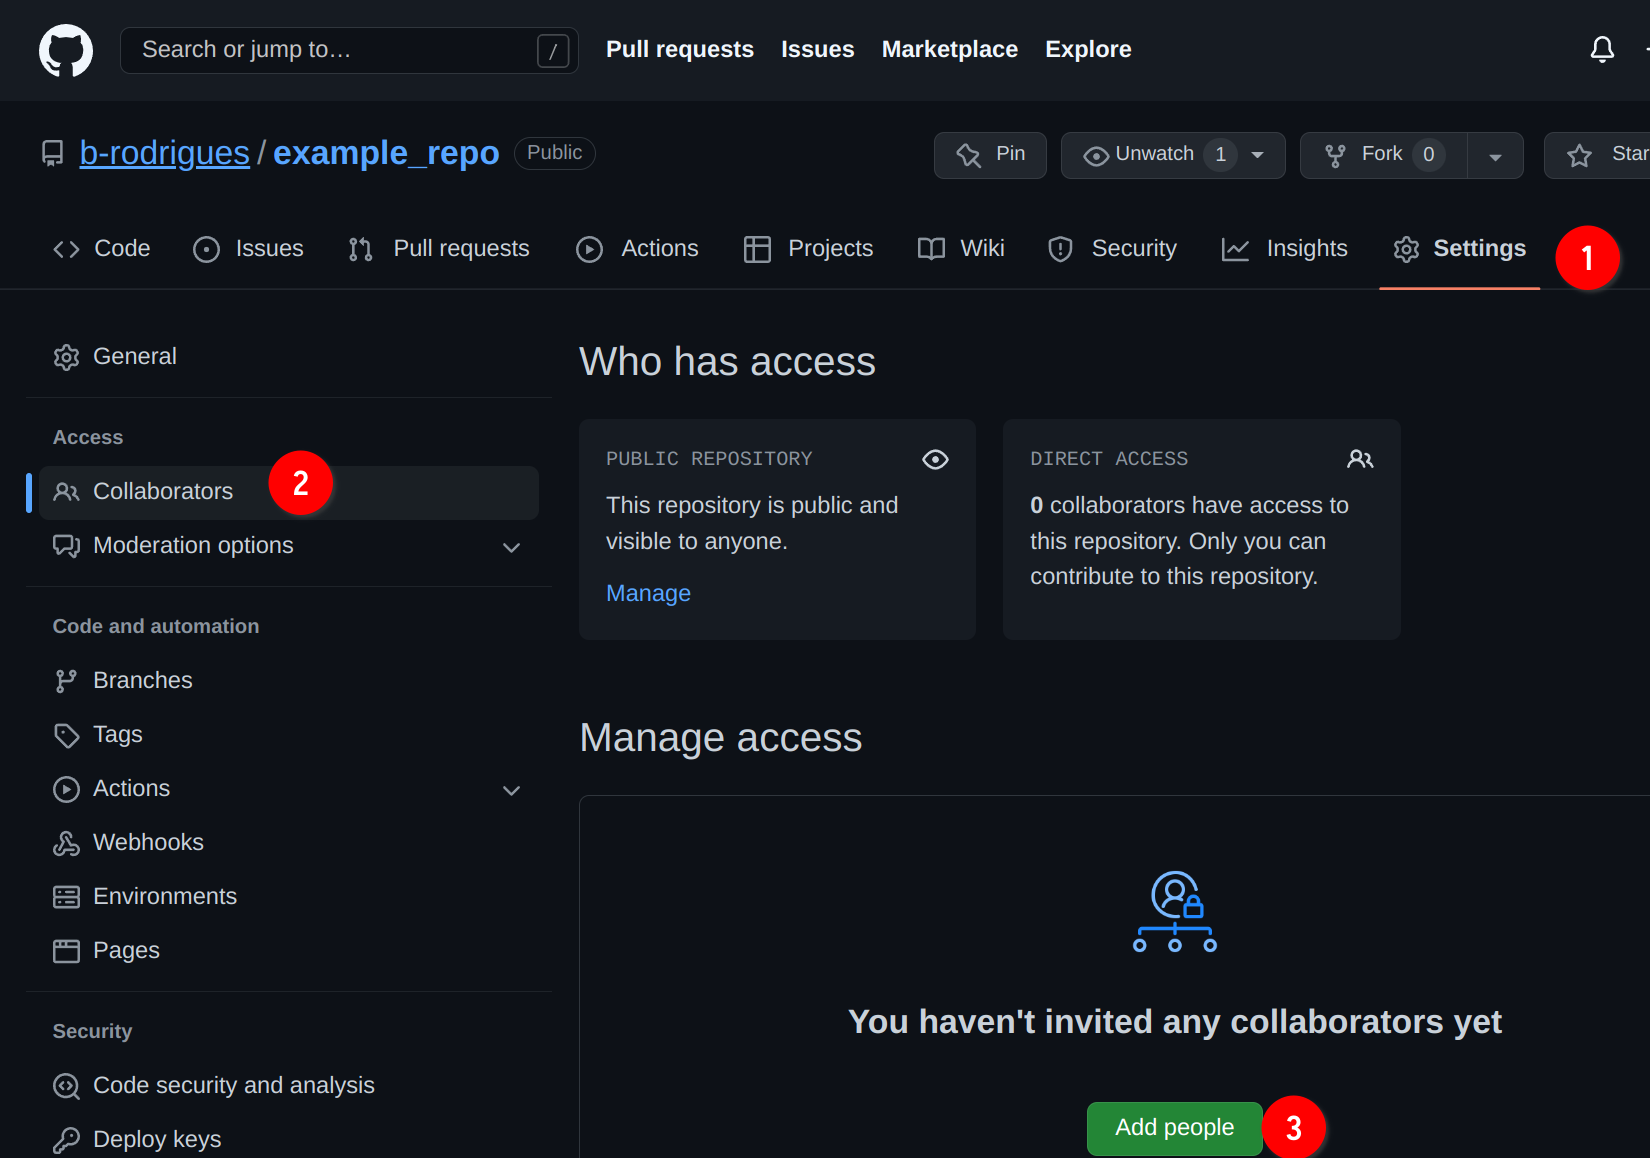 Search or jump to… /
Pull requests Issues Marketplace Explore
b-rodrigues / example_repo Public
Pin Unwatch 1 Fork 0 Star
Code Issues Pull requests Actions Projects Wiki Security Insights Settings 1
General
Access
Collaborators 2
Moderation options
Code and automation
Branches
Tags
Actions
Webhooks
Environments
Pages
Security
Code security and analysis
Deploy keys
Who has access
PUBLIC REPOSITORY
This repository is public and
visible to anyone.
Manage
DIRECT ACCESS
0 collaborators have access to
this repository. Only you can
contribute to this repository.
Manage access
You haven't invited any collaborators yet
Add people 3